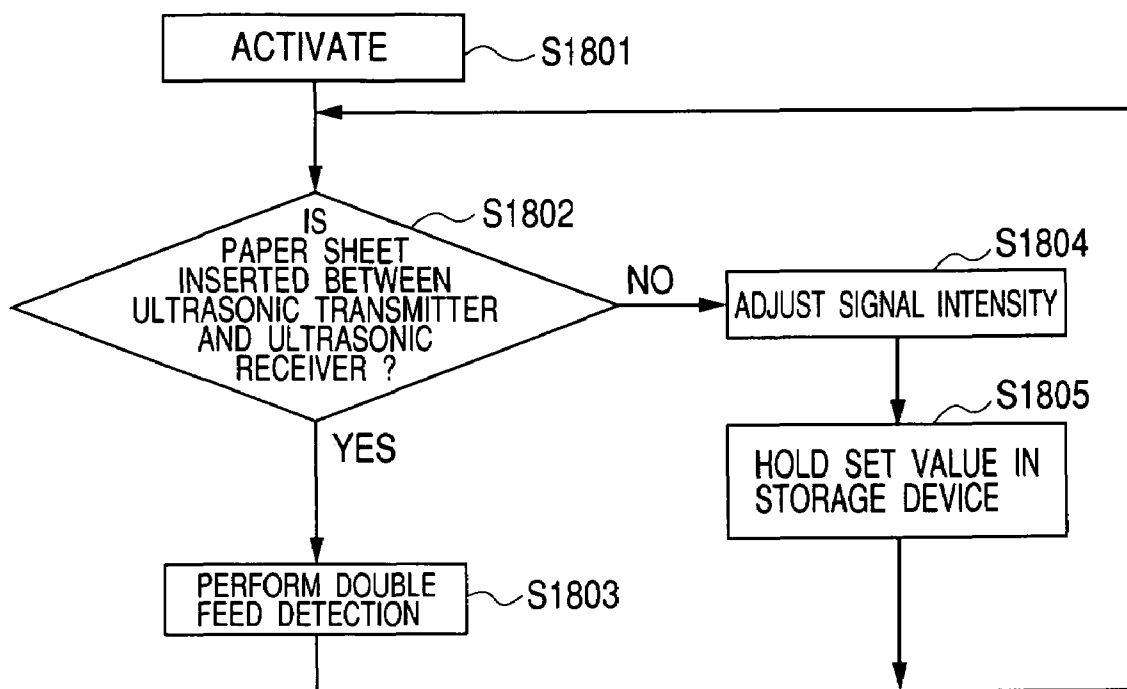 ACTIVATE
S1801
S1802
IS
PAPER SHEET
INSERTED BETWEEN
ULTRASONIC TRANSMITTER
AND ULTRASONIC
RECEIVER ?
NO
S1804
ADJUST SIGNAL INTENSITY
YES
S1805
HOLD SET VALUE IN
STORAGE DEVICE
PERFORM DOUBLE
FEED DETECTION
S1803